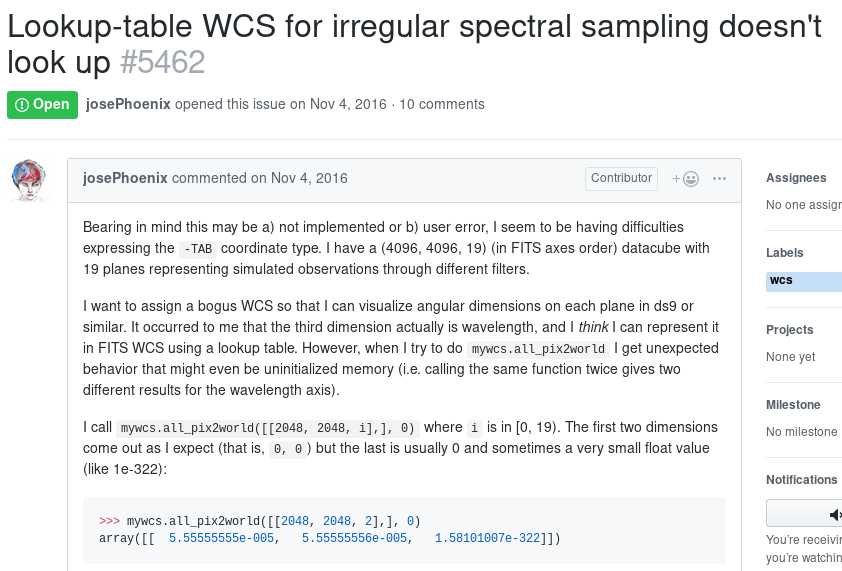 Lookup-table WCS for irregular spectral sampling doesn't
look up #5462
Open josePhoenix opened this issue on Nov 4, 2016 · 10 comments
josePhoenix commented on Nov 4, 2016 Contributor
Bearing in mind this may be a) not implemented or b) user error, I seem to be having difficulties
expressing the -TAB coordinate type. I have a (4096, 4096, 19) (in FITS axes order) datacube with
19 planes representing simulated observations through different filters.
I want to assign a bogus WCS so that I can visualize angular dimensions on each plane in ds9 or
similar. It occurred to me that the third dimension actually is wavelength, and I think I can represent it
in FITS WCS using a lookup table. However, when I try to do mywcs.all_pix2world I get unexpected
behavior that might even be uninitialized memory (i.e. calling the same function twice gives two
different results for the wavelength axis).
I call mywcs.all_pix2world([[2048, 2048, i],], 0) where i is in [0, 19). The first two dimensions
come out as I expect (that is, 0, 0 ) but the last is usually 0 and sometimes a very small float value
(like 1e-322):
>>> mywcs.all_pix2world([[2048, 2048, 2],], 0)
array([[ 5.55555555e-005, 5.55555556e-005, 1.58101007e-322]])
Assignees
No one assigr
Labels
wcs
Projects
None yet
Milestone
No milestone
Notifications
You're receivir
you're watchin